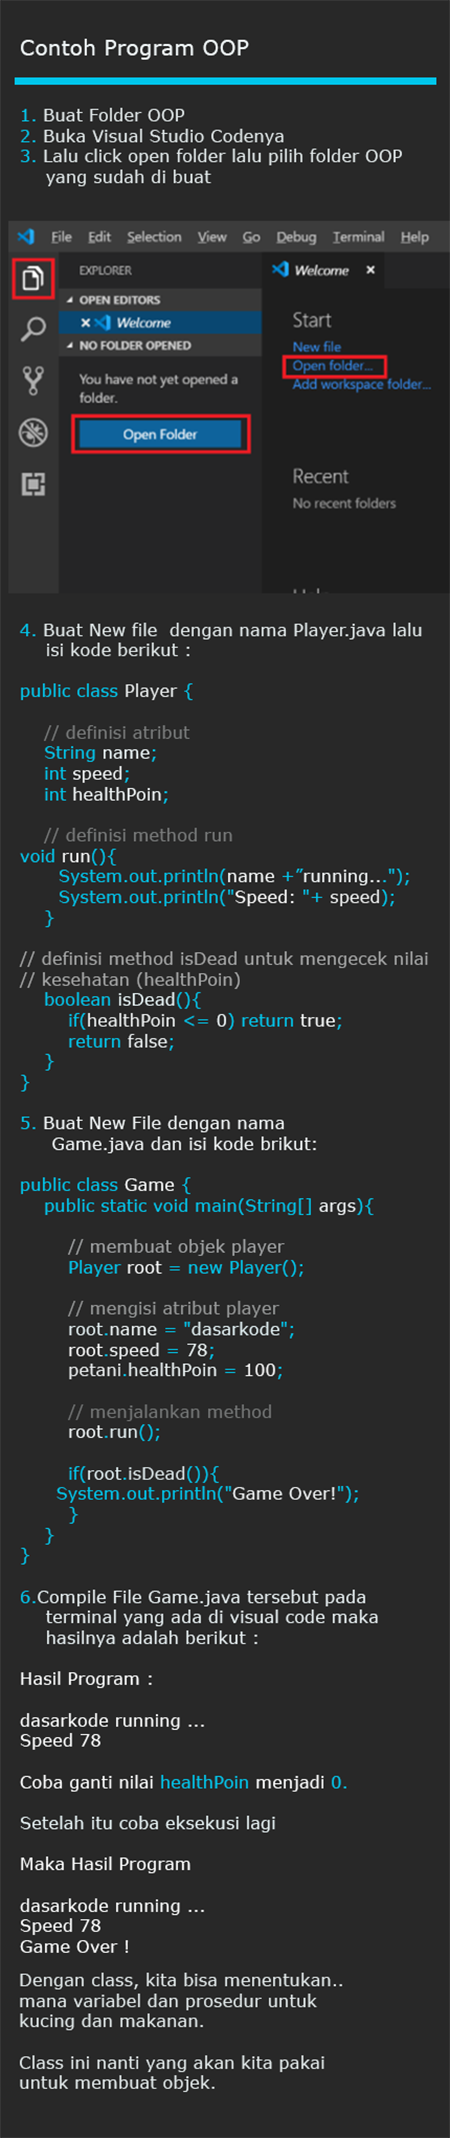 Contoh Program OOP
1. Buat Folder OOP
2. Buka Visual Studio Codenya
3. Lalu click open folder lalu pilih folder OOP
yang sudah di buat
File Edit Selection View Go Debug Terminal Help
EXPLORER
OPEN EDITORS
Welcome
NO FOLDER OPENED
You have not yet opened a
folder.
Open Folder
Welcome
Start
New file
Open folder...
Add workspace folder...
Recent
No recent folders
4. Buat New file dengan nama Player.java lalu
isi kode berikut :
public class Player {
// definisi atribut
String name;
int speed;
int healthPoin;
// definisi method run
void run(){
System.out.println(name +”running...");
System.out.println("Speed: "+ speed);
}
// definisi method isDead untuk mengecek nilai
// kesehatan (healthPoin)
boolean isDead(){
if(healthPoin <= 0) return true;
return false;
}
}
5. Buat New File dengan nama
Game.java dan isi kode brikut:
public class Game {
public static void main(String[] args){
// membuat objek player
Player root = new Player();
// mengisi atribut player
root.name = "dasarkode";
root.speed = 78;
petani.healthPoin = 100;
// menjalankan method
root.run();
if(root.isDead()){
System.out.println("Game Over!");
}
}
}
6.Compile File Game.java tersebut pada
terminal yang ada di visual code maka
hasilnya adalah berikut :
Hasil Program :
dasarkode running ...
Speed 78
Coba ganti nilai healthPoin menjadi 0.
Setelah itu coba eksekusi lagi
Maka Hasil Program
dasarkode running ...
Speed 78
Game Over !
Dengan class, kita bisa menentukan..
mana variabel dan prosedur untuk
kucing dan makanan.
Class ini nanti yang akan kita pakai
untuk membuat objek.